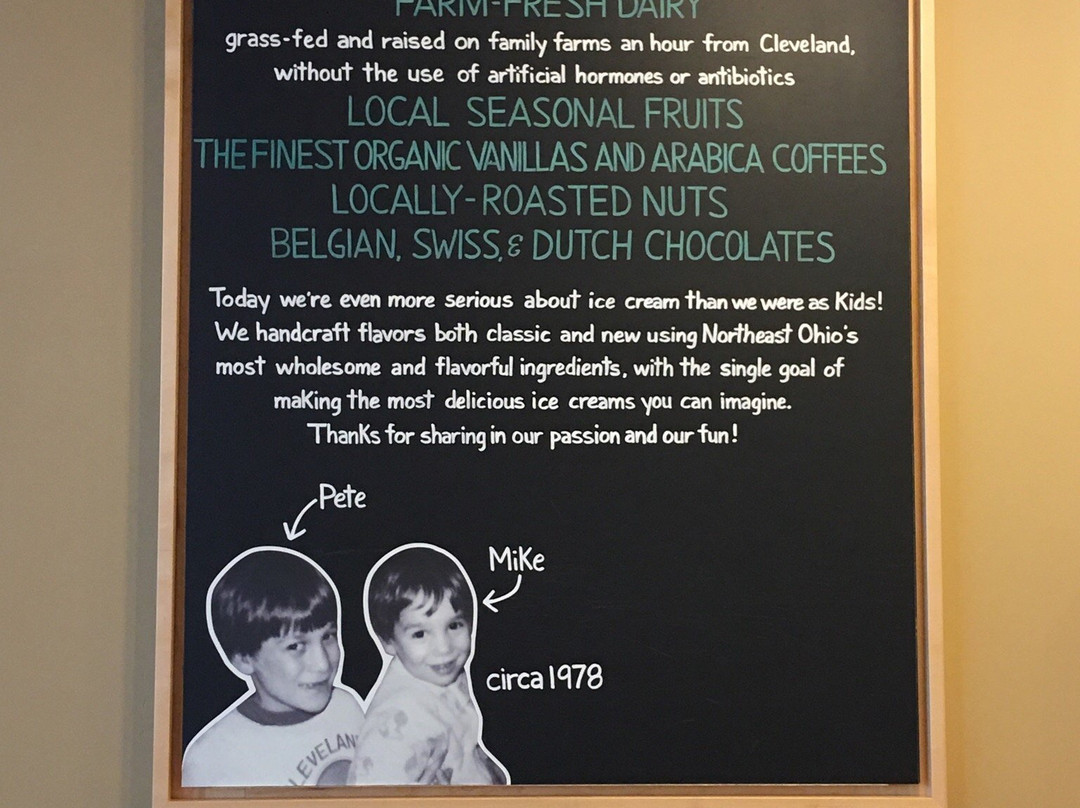 FARM-FRESH DAIRY
grass-fed and raised on family farms an hour from Cleveland,
without the use of artificial hormones or antibiotics
LOCAL SEASONAL FRUITS
THE FINEST ORGANIC VANILLAS AND ARABICA COFFEES
LOCALLY-ROASTED NUTS
BELGIAN, SWISS, & DUTCH CHOCOLATES
Today we're even more serious about ice cream than we were as Kids!
We handcraft flavors both classic and new using Northeast Ohio's
most wholesome and flavorful ingredients, with the single goal of
making the most delicious ice creams you can imagine.
Thanks for sharing in our passion and our fun!
Pete
Mike
circa 1978
LEVELAN